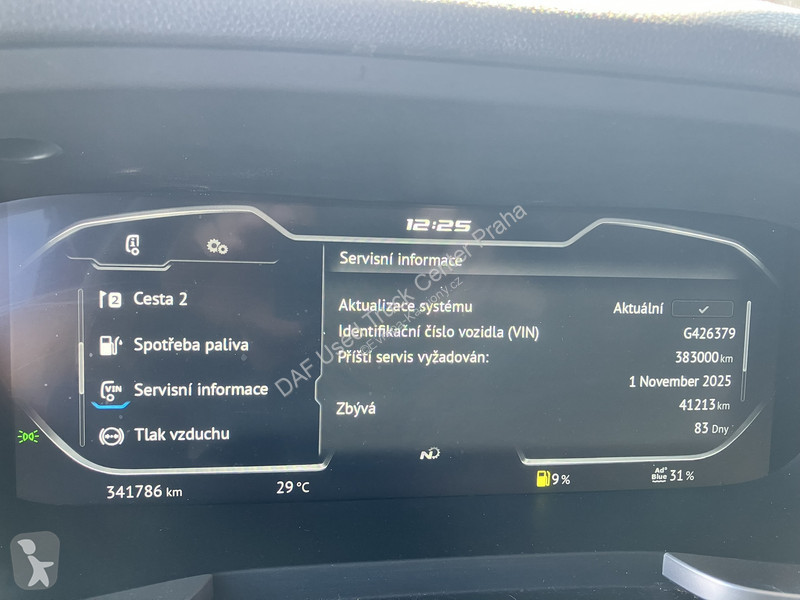 12:25
Servisní informace
2 Cesta 2
Spotřeba paliva
VIN Servisní informace
Tlak vzduchu
Aktualizace systému Aktuální
Identifikační číslo vozidla (VIN) G426379
Příští servis vyžadován: 383000 km
1 November 2025
Zbývá 41213 km
83 Dny
N
341786 km 29 °C 9 % Ad° Blue 31 %
DAF Used Truck Center Praha